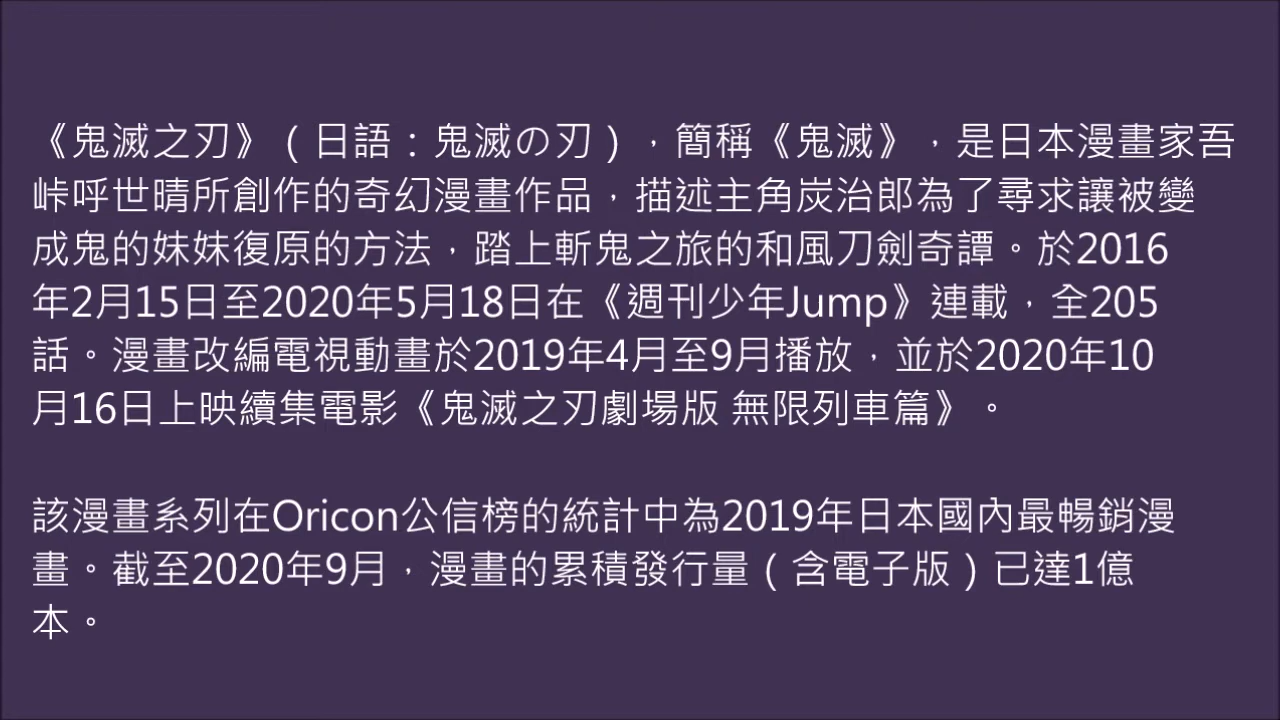 《鬼滅之刃》（日語：鬼滅の刃），簡稱《鬼滅》，是日本漫畫家吾
峠呼世晴所創作的奇幻漫畫作品，描述主角炭治郎為了尋求讓被變
成鬼的妹妹復原的方法，踏上斬鬼之旅的和風刀劍奇譚。於2016
年2月15日至2020年5月18日在《週刊少年Jump》連載，全205
話。漫畫改編電視動畫於2019年4月至9月播放，並於2020年10
月16日上映續集電影《鬼滅之刃劇場版 無限列車篇》。
該漫畫系列在Oricon公信榜的統計中為2019年日本國內最暢銷漫
畫。截至2020年9月，漫畫的累積發行量（含電子版）已達1億
本。